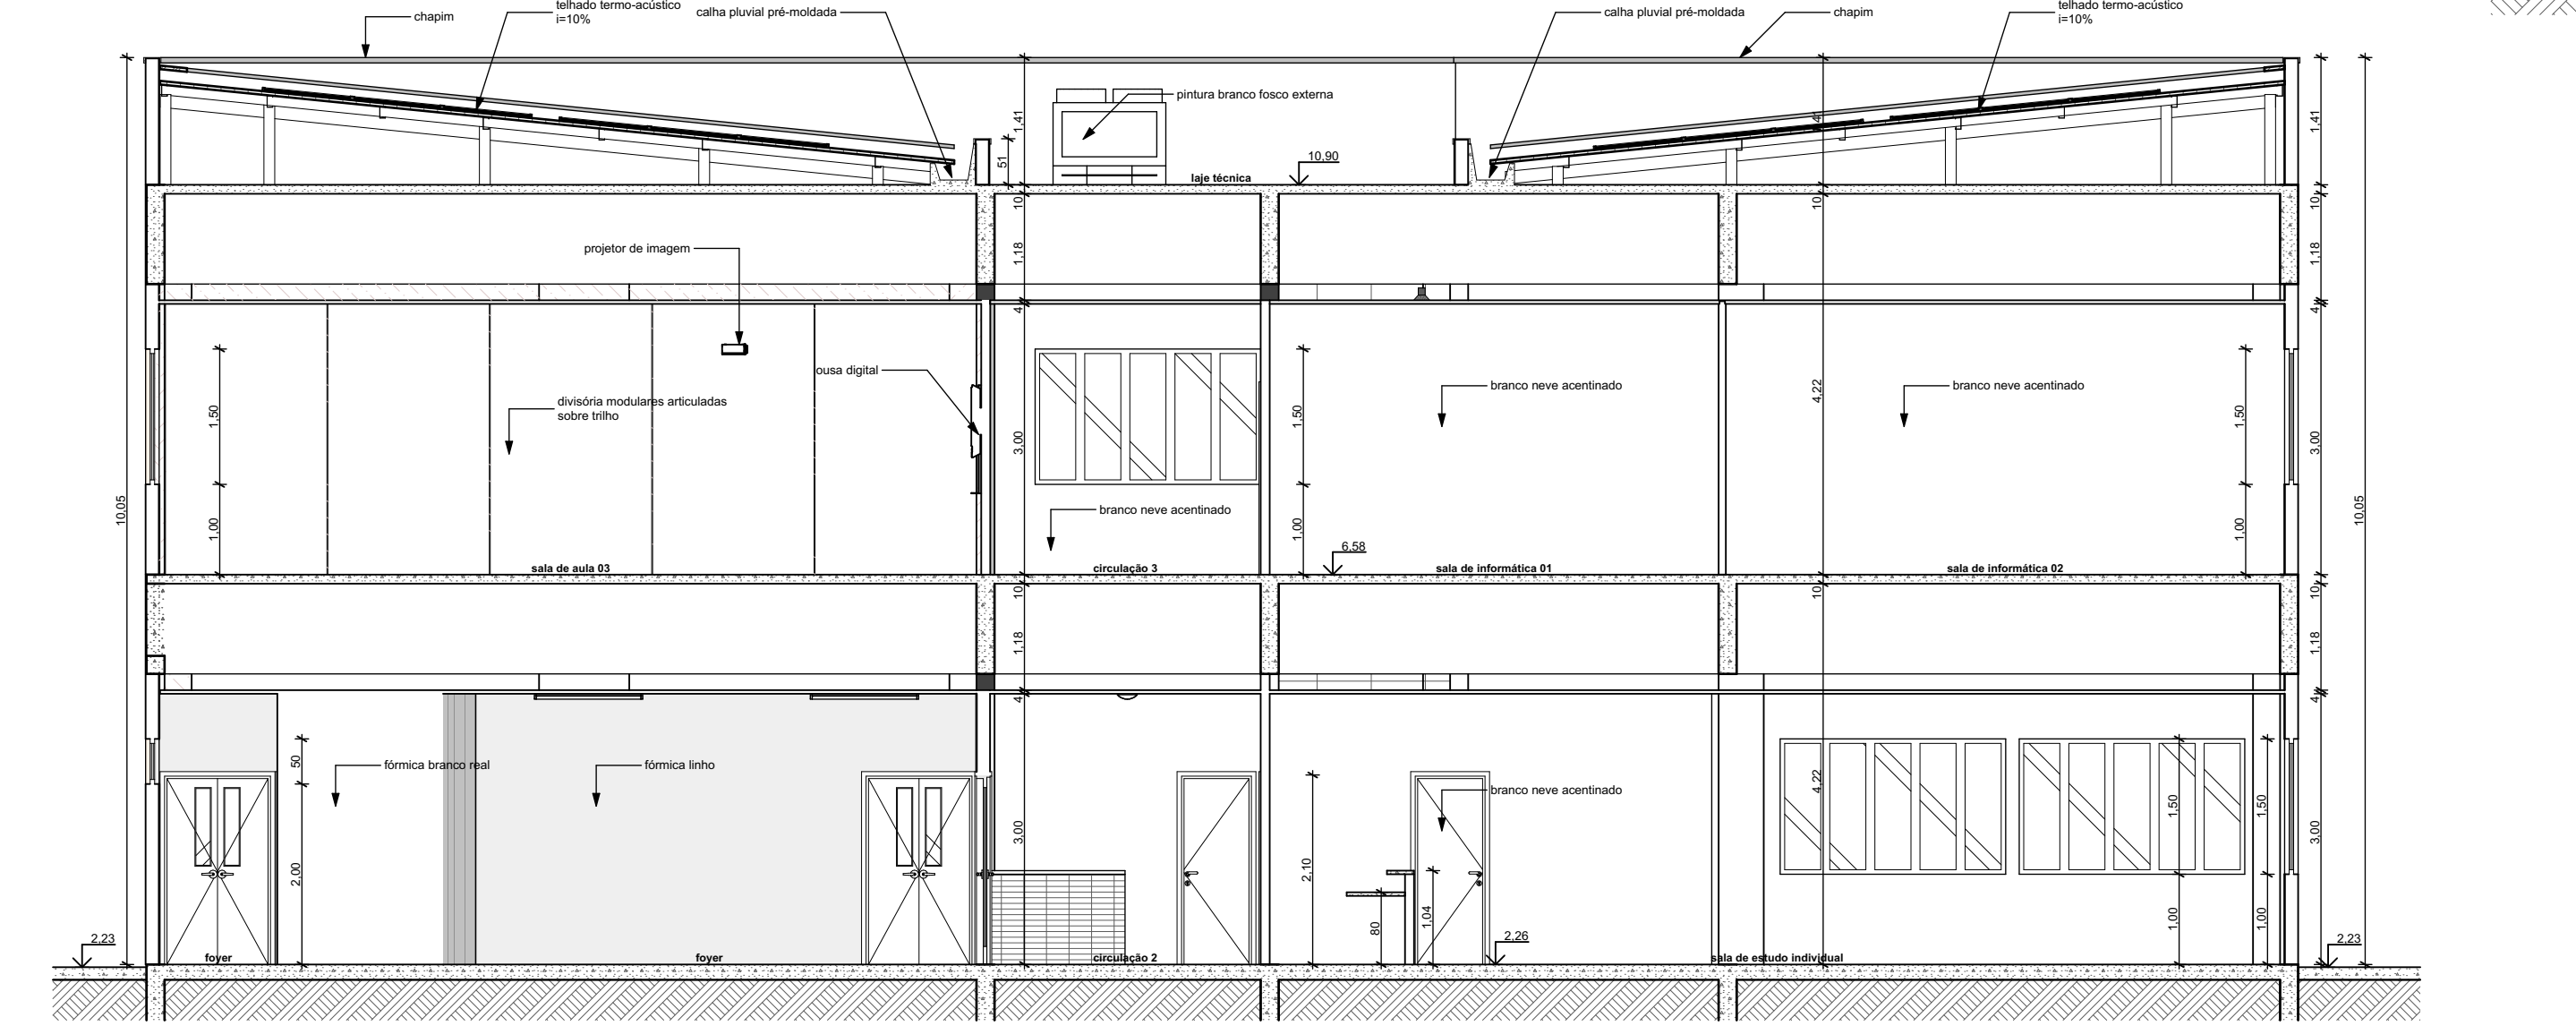 telhado termo-acústico
i=10%
chapim
calha pluvial pré-moldada
calha pluvial pré-moldada
chapim
telhado termo-acústico
i=10%
pintura branco fosco externa
1,41
51
1,41
1,41
10,90
laje técnica
10
10
10
projetor de imagem
1,18
1,18
4
4
ousa digital
branco neve acentinado
branco neve acentinado
divisória modulares articuladas
sobre trilho
1,50
3,00
1,50
4,22
1,50
3,00
10,05
10,05
branco neve acentinado
1,00
1,00
1,00
6,58
sala de aula 03
circulação 3
sala de informática 01
sala de informática 02
10
10
10
1,18
1,18
4
4
fórmica branco real
fórmica linho
50
branco neve acentinado
4,22
1,50
1,50
3,00
3,00
2,00
2,10
80
1,04
1,00
1,00
2,23
2,26
2,23
foyer
foyer
circulação 2
sala de estudo individual